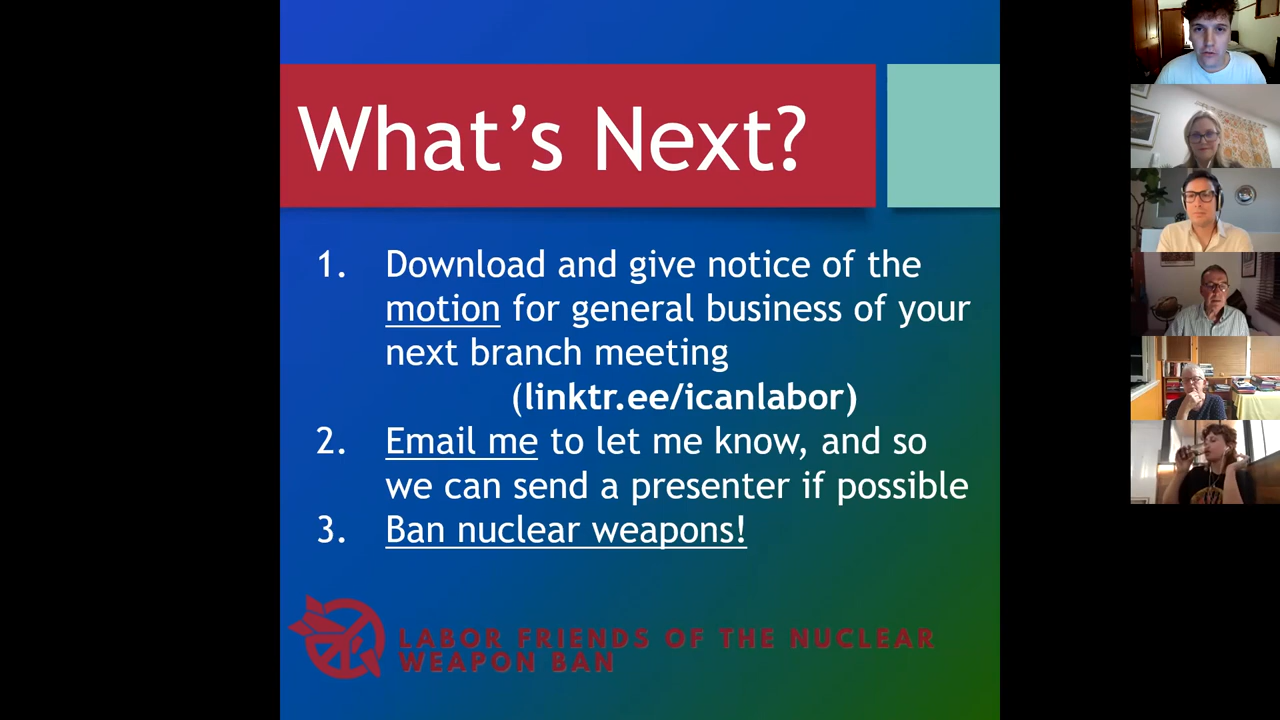 What's Next?
1. Download and give notice of the
motion for general business of your
next branch meeting
(linktr.ee/icanlabor)
2. Email me to let me know, and so
we can send a presenter if possible
3. Ban nuclear weapons!
LABOR FRIENDS OF THE NUCLEAR
WEAPON BAN